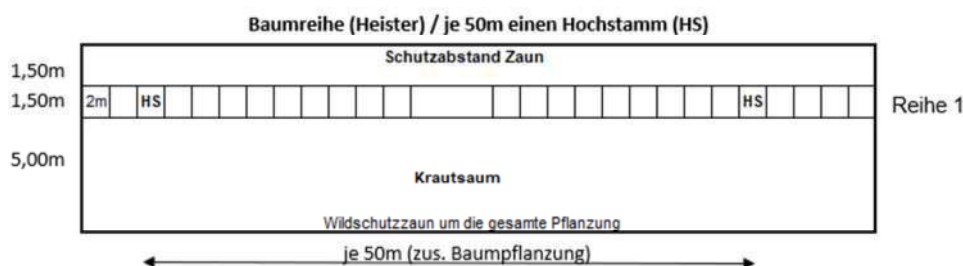 Baumreihe (Heister) / je 50m einen Hochstamm (HS)
Schutzabstand Zaun
1,50m
1,50m 2m HS HS Reihe 1
5,00m
Krautsaum
Wildschutzzaun um die gesamte Pflanzung
je 50m (zus. Baumpflanzung)